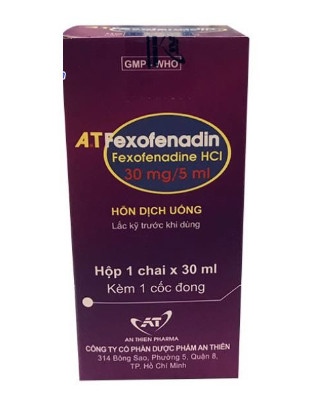 GMP-WHO
ATFexofenadin
Fexofenadine HCl
30 mg/5 ml
HỖN DỊCH UỐNG
Lắc kỹ trước khi dùng
Hộp 1 chai x 30 ml
Kèm 1 cốc đong
AT
AN THIEN PHARMA
CÔNG TY CỔ PHẦN DƯỢC PHẨM AN THIÊN
314 Bông Sao, Phường 5, Quận 8,
TP. Hồ Chí Minh